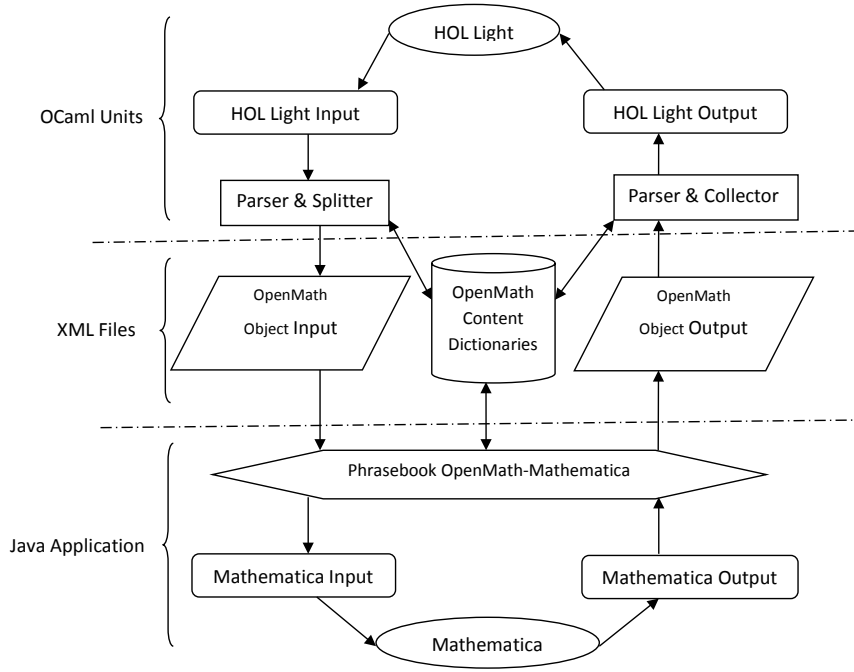 HOL Light
OCaml Units
HOL Light Input
HOL Light Output
Parser & Splitter
Parser & Collector
XML Files
OpenMath
Object Input
OpenMath
Content
Dictionaries
OpenMath
Object Output
Phrasebook OpenMath-Mathematica
Java Application
Mathematica Input
Mathematica Output
Mathematica